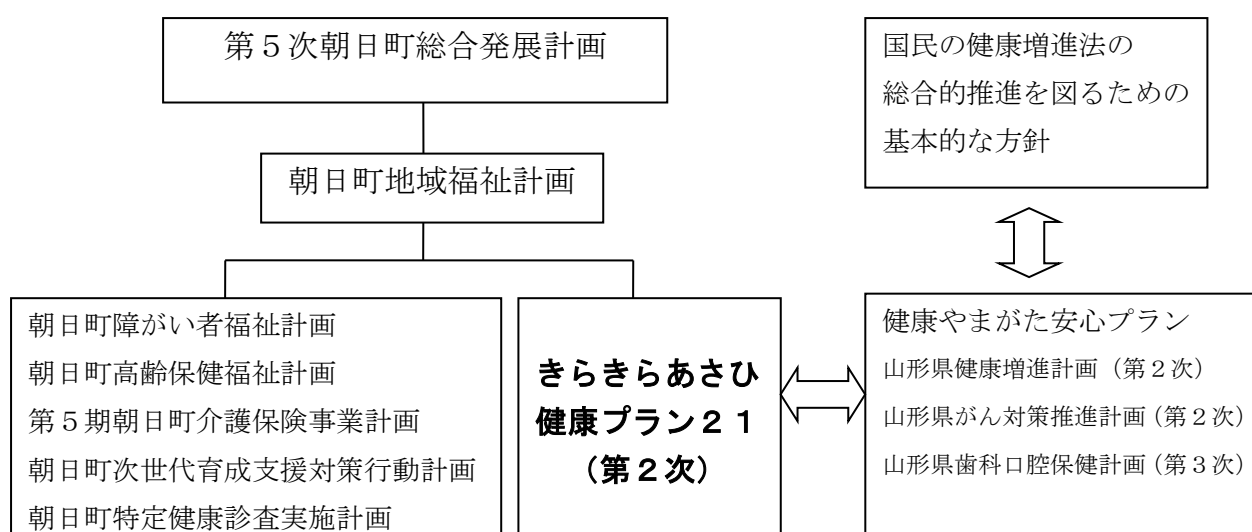 第５次朝日町総合発展計画
国民の健康増進法の
総合的推進を図るための
基本的な方針
朝日町地域福祉計画
朝日町障がい者福祉計画
朝日町高齢保健福祉計画
第５期朝日町介護保険事業計画
朝日町次世代育成支援対策行動計画
朝日町特定健康診査実施計画
きらきらあさひ
健康プラン２１
（第２次）
健康やまがた安心プラン
山形県健康増進計画（第２次）
山形県がん対策推進計画（第２次）
山形県歯科口腔保健計画（第３次）